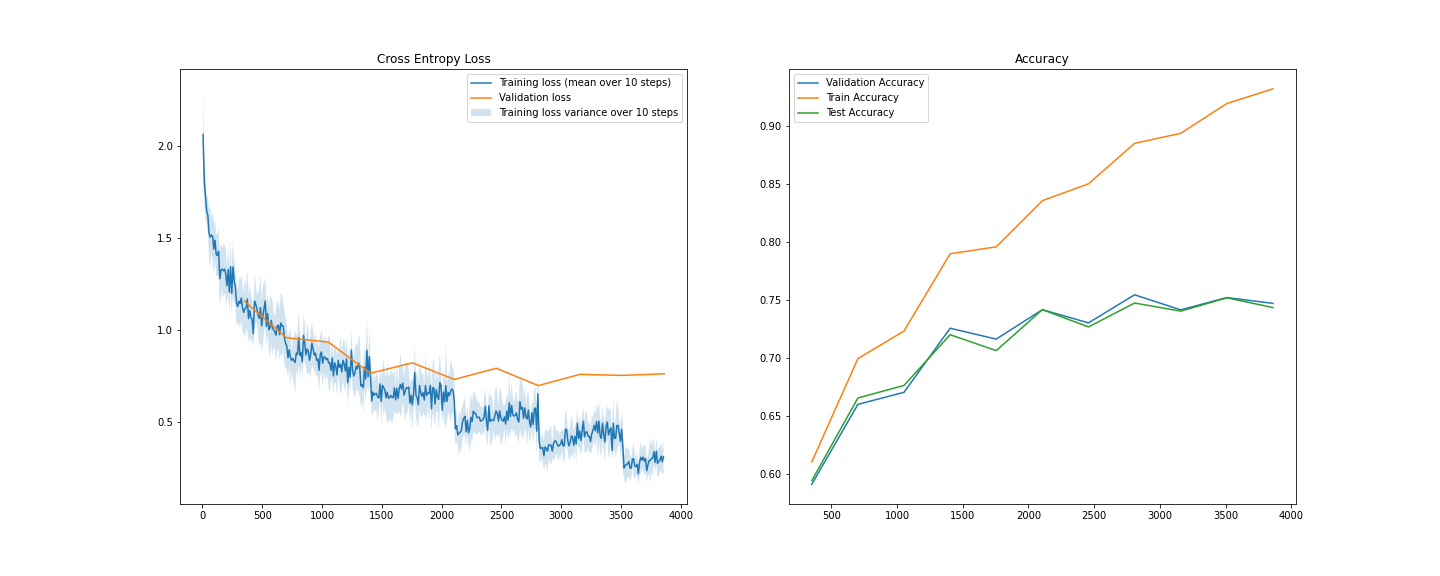 Cross Entropy Loss
Training loss (mean over 10 steps)
Validation loss
Training loss variance over 10 steps
2.0
1.5
1.0
0.5
0 500 1000 1500 2000 2500 3000 3500 4000
Accuracy
Validation Accuracy
Train Accuracy
Test Accuracy
0.90
0.85
0.80
0.75
0.70
0.65
0.60
500 1000 1500 2000 2500 3000 3500 4000